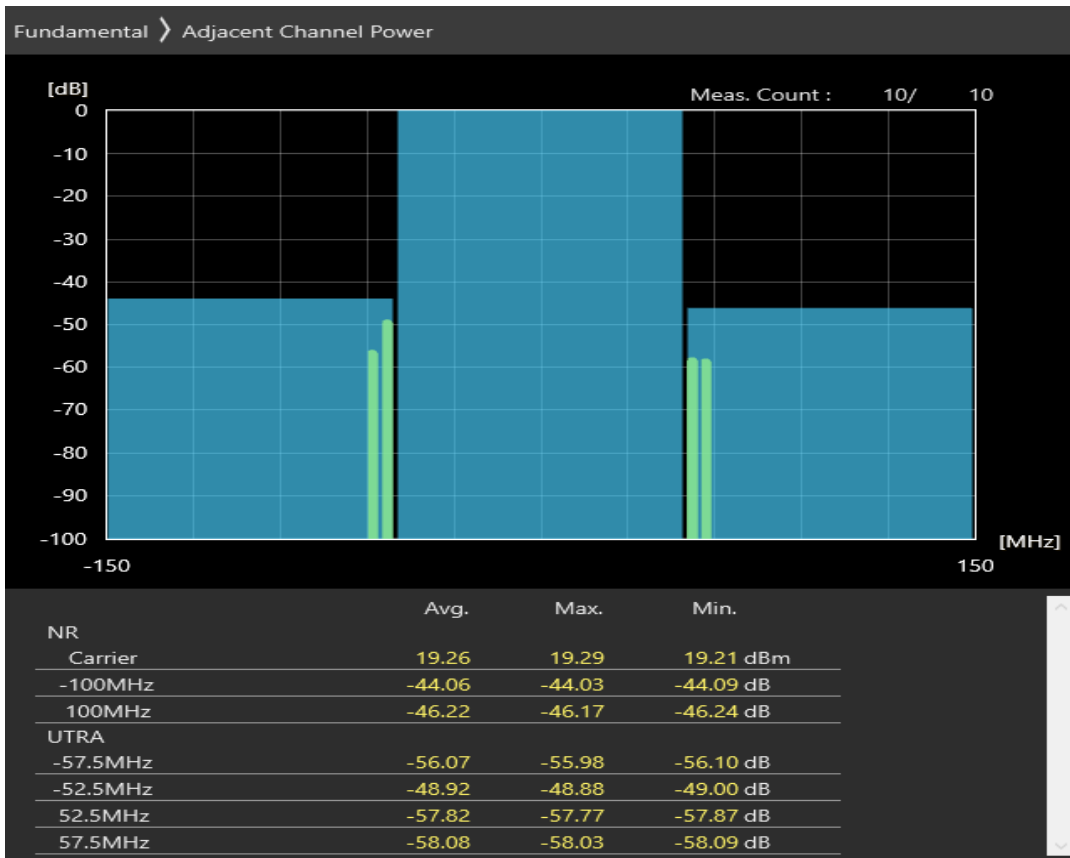 Fundamental 〉 Adjacent Channel Power
[dB]
Meas. Count : 10/ 10
0
-10
-20
-30
-40
-50
-60
-70
-80
-90
-100
[MHz]
-150 150
Avg. Max. Min.
NR
Carrier 19.26 19.29 19.21 dBm
-100MHz -44.06 -44.03 -44.09 dB
100MHz -46.22 -46.17 -46.24 dB
UTRA
-57.5MHz -56.07 -55.98 -56.10 dB
-52.5MHz -48.92 -48.88 -49.00 dB
52.5MHz -57.82 -57.77 -57.87 dB
57.5MHz -58.08 -58.03 -58.09 dB